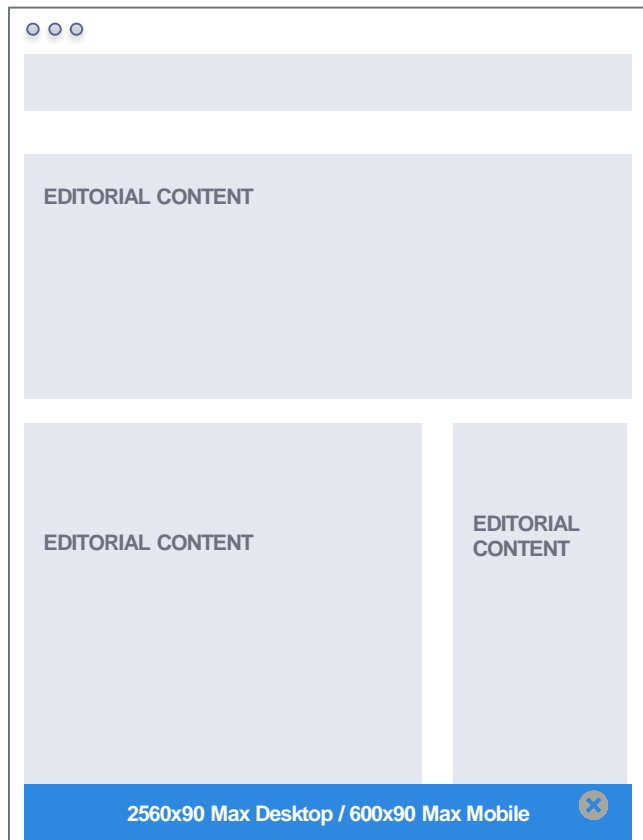 EDITORIAL CONTENT
EDITORIAL CONTENT
EDITORIAL
CONTENT
2560x90 Max Desktop / 600x90 Max Mobile